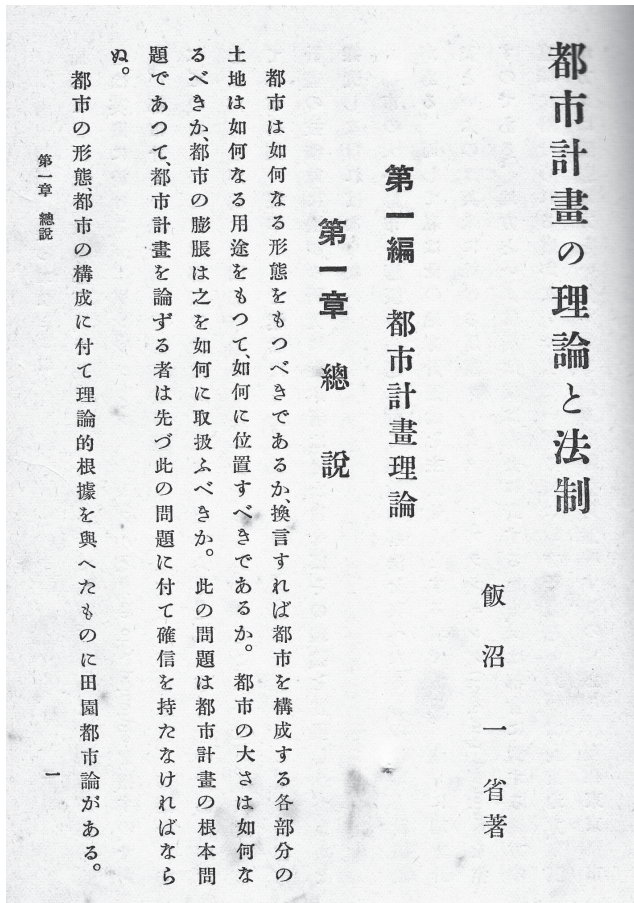 都市計畫の理論と法制
飯沼一省著
第一編　都市計畫理論
第一章　總說
都市は如何なる形態をもつべきであるか、換言すれば都市を構成する各部分の
土地は如何なる用途をもつて、如何に位置すべきであるか。都市の大さは如何な
るべきか、都市の膨脹は之を如何に取扱ふべきか。此の問題は都市計畫の根本問
題であつて、都市計畫を論ずる者は先づ此の問題に付て確信を持たなければなら
ぬ。
都市の形態、都市の構成に付て理論的根據を與へたものに田園都市論がある。
第一章　總說
一